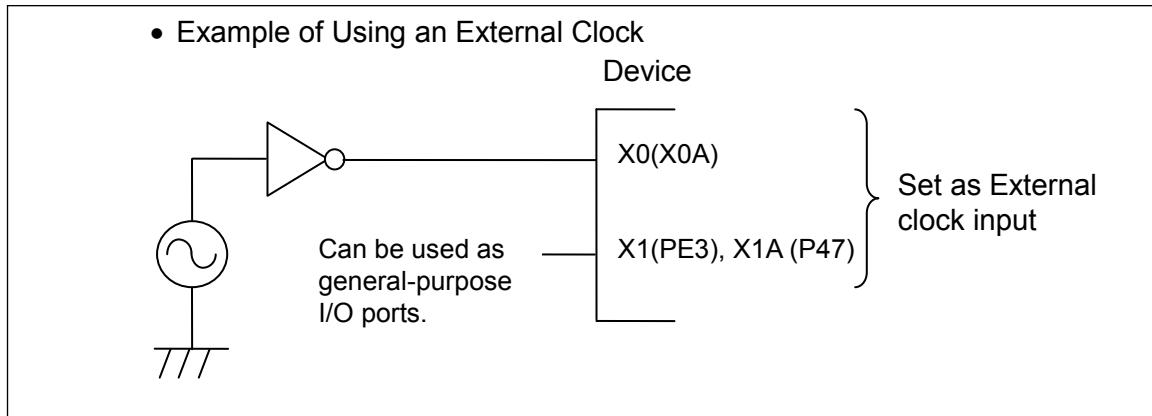 • Example of Using an External Clock
Device
X0(X0A)
Set as External
clock input
Can be used as
general-purpose
I/O ports.
X1(PE3), X1A (P47)